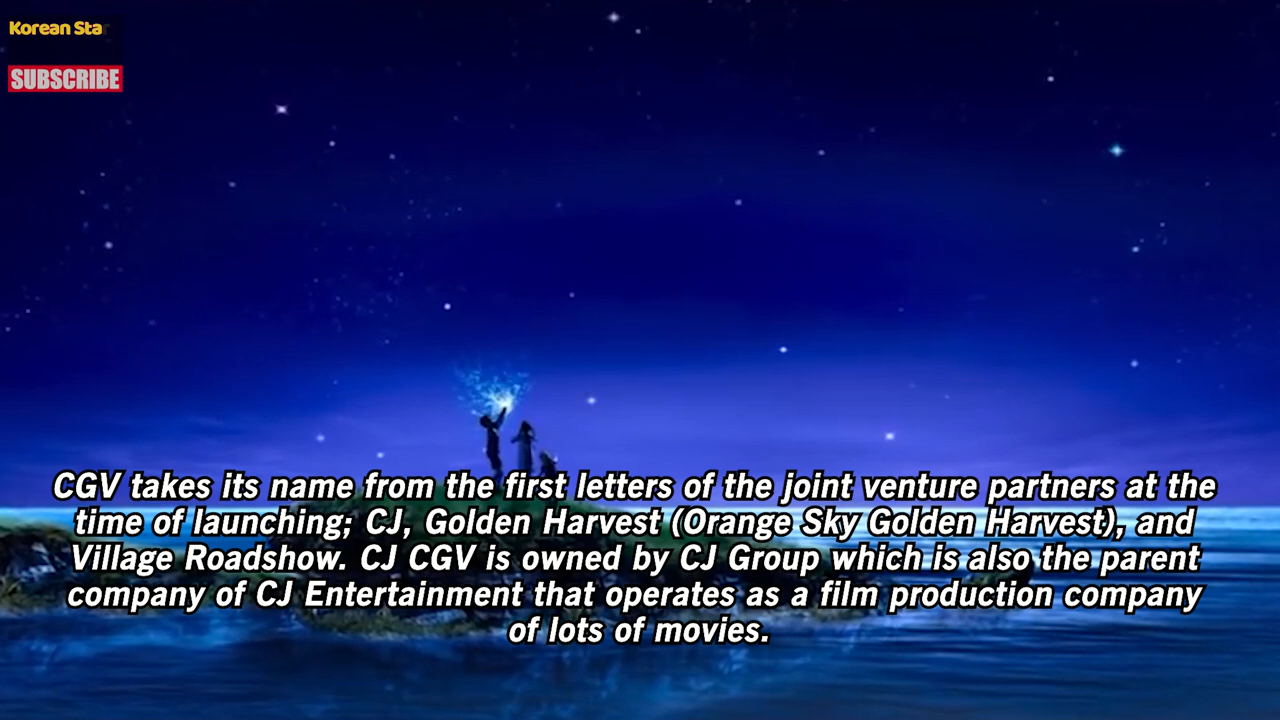 Korean Sta
SUBSCRIBE
CGV takes its name from the first letters of the joint venture partners at the
time of launching; CJ, Golden Harvest (Orange Sky Golden Harvest), and
Village Roadshow. CJ CGV is owned by CJ Group which is also the parent
company of CJ Entertainment that operates as a film production company
of lots of movies.